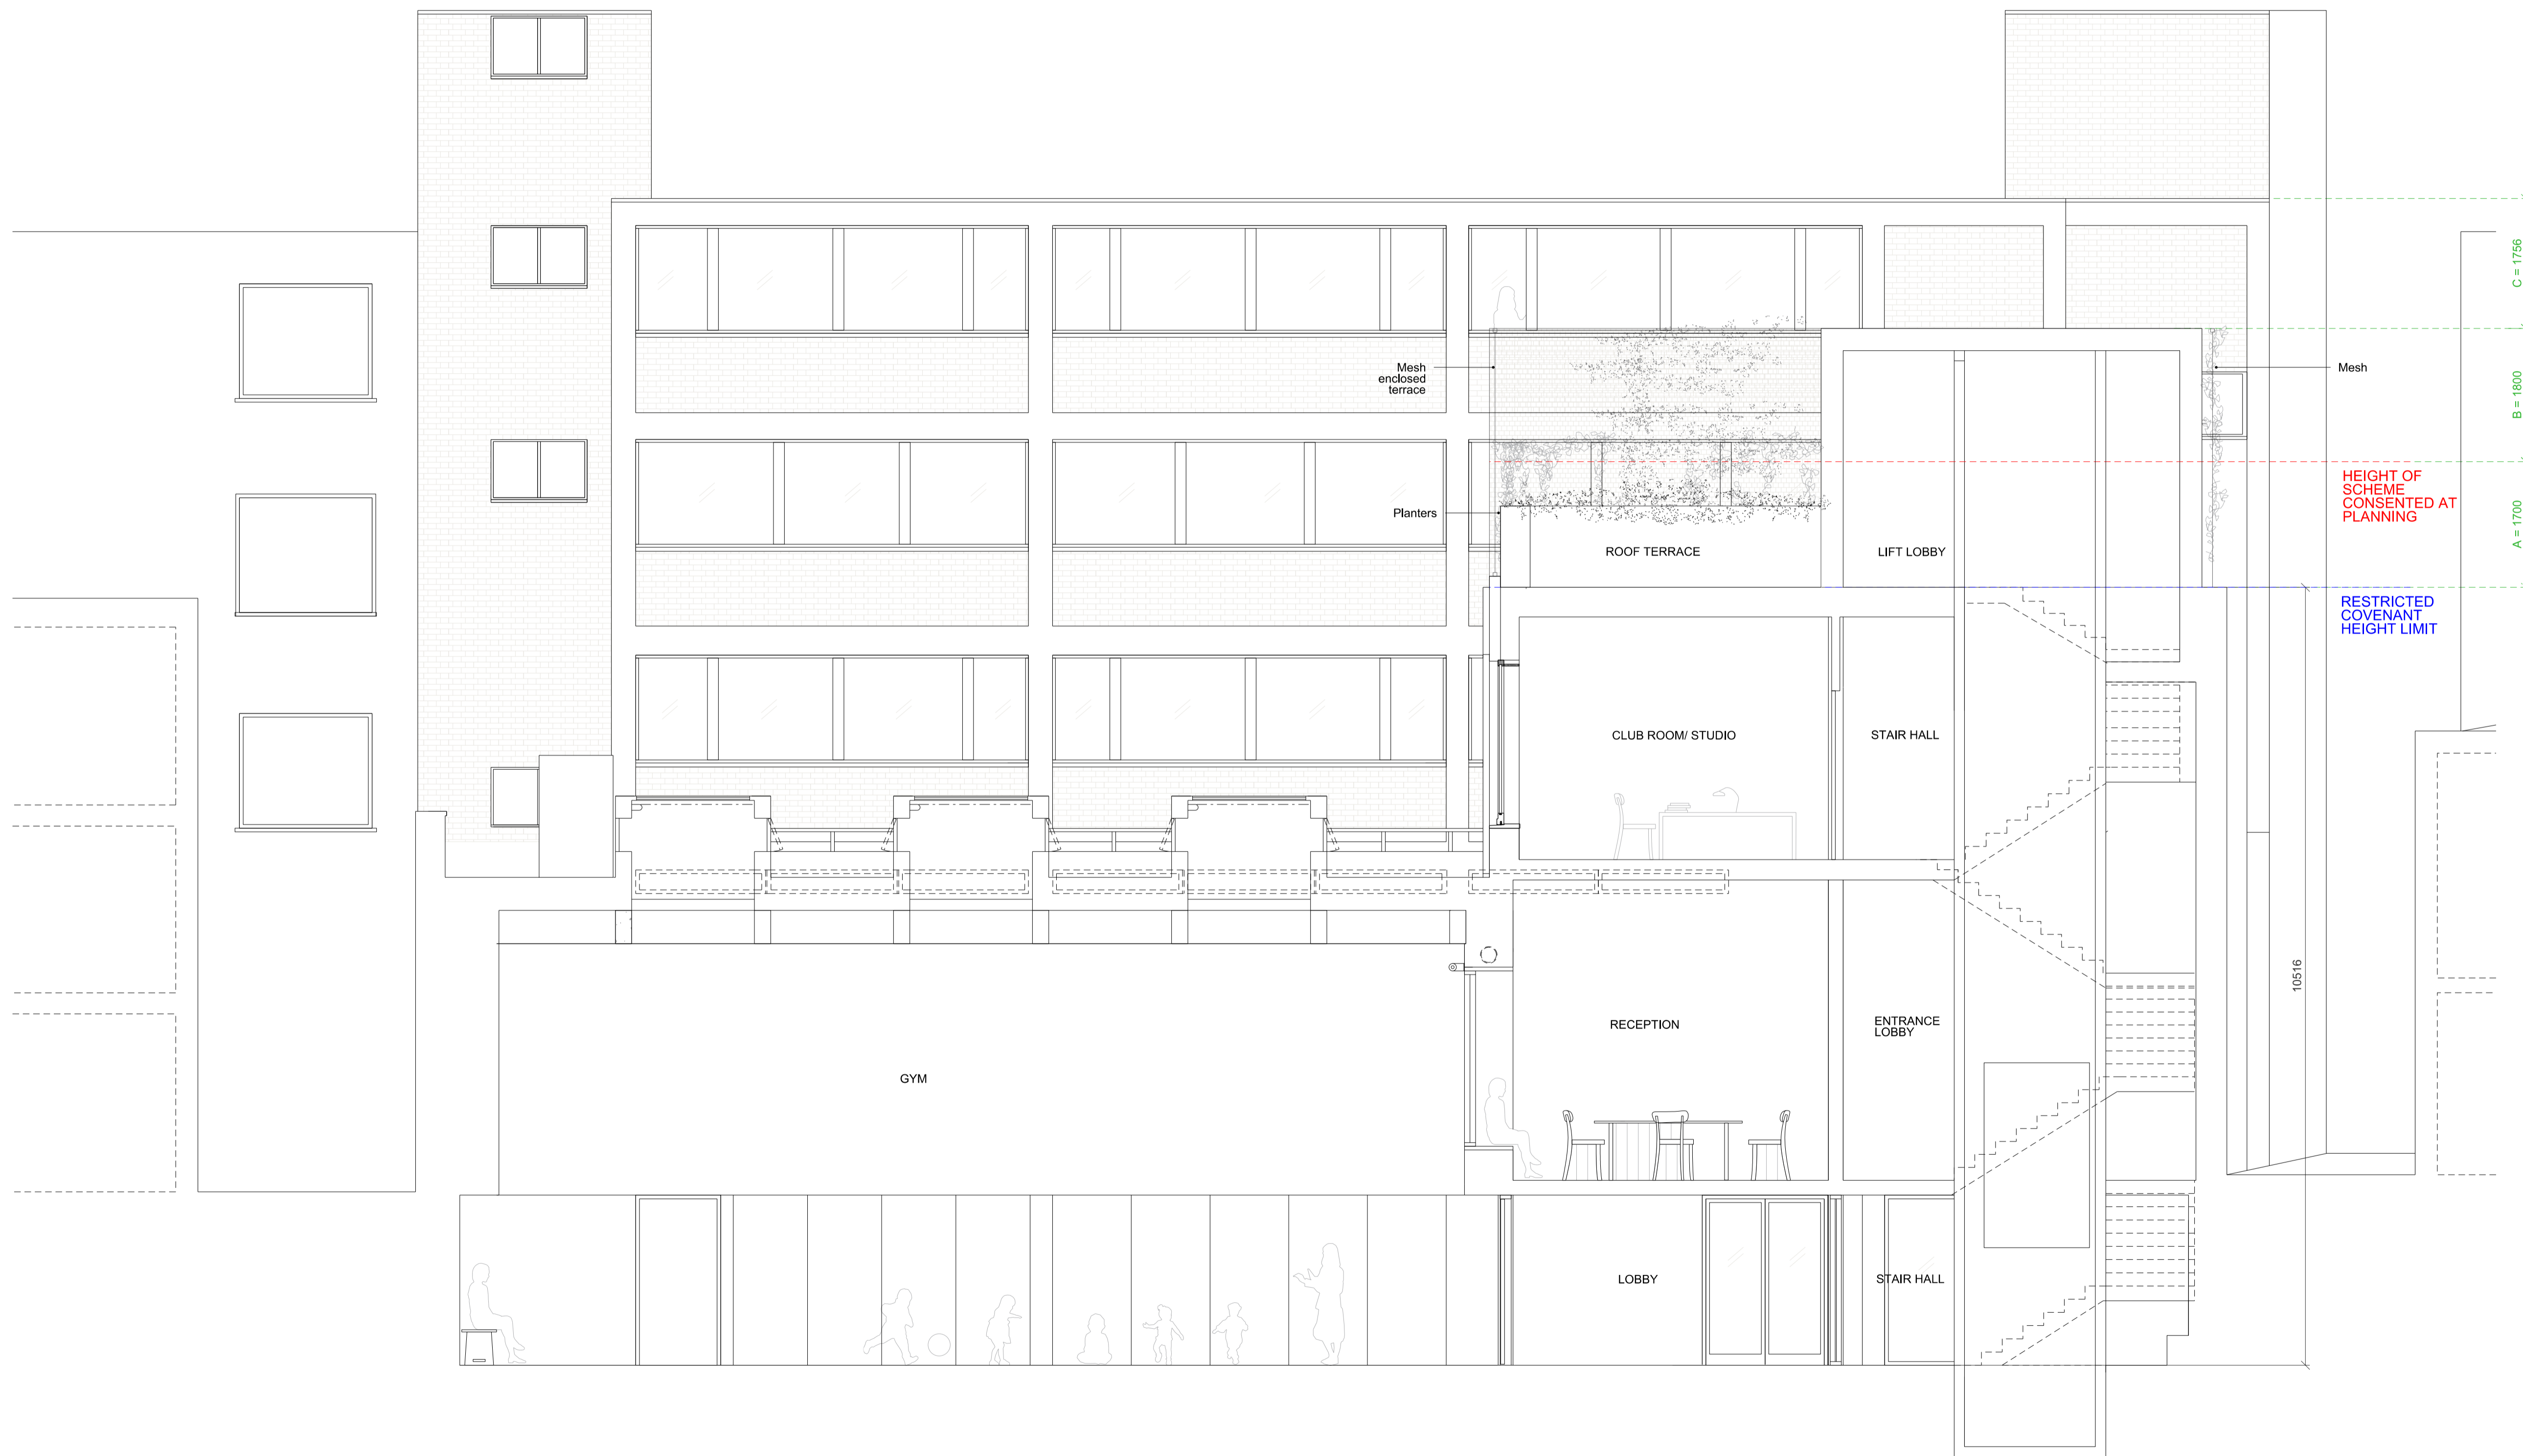 C = 1756
Mesh
enclosed
terrace
Mesh
B = 1800
HEIGHT OF
SCHEME
CONSENTED AT
PLANNING
Planters
A = 1700
ROOF TERRACE
LIFT LOBBY
RESTRICTED
COVENANT
HEIGHT LIMIT
CLUB ROOM/ STUDIO
STAIR HALL
10516
RECEPTION
ENTRANCE
LOBBY
GYM
LOBBY
STAIR HALL